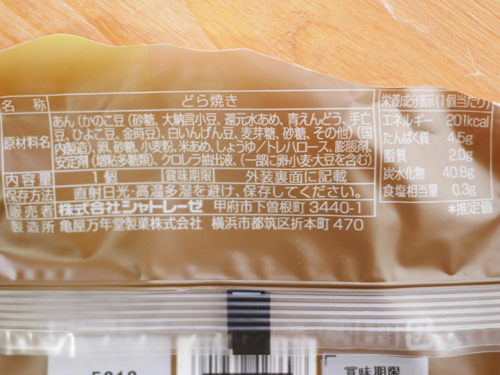 名 称 どら焼き
原材料名 あん(かのこ豆(砂糖、大納言小豆、還元水あめ、青えんどう、手亡
豆、ひよこ豆、金時豆)、白いんげん豆、麦芽糖、砂糖、その他)(国
内製造)、卵、砂糖、小麦粉、米あめ、しょうゆ/トレハロース、膨脹剤、
安定剤(増粘多糖類)、クロレラ抽出液、(一部に卵・小麦・大豆を含む)
内容量 1個 賞味期限 外装裏面に記載
保存方法 直射日光・高温多湿を避け、保存してください。
販売者 株式会社シャトレーゼ 甲府市下曽根町 3440-1
製造所 亀屋万年堂製菓株式会社 横浜市都筑区折本町 470
栄養成分表示(1個当たり)
エネルギー 201kcal
たんぱく質 4.5g
脂質 2.0g
炭水化物 40.8g
食塩相当量 0.3g
*推定値
賞味期限